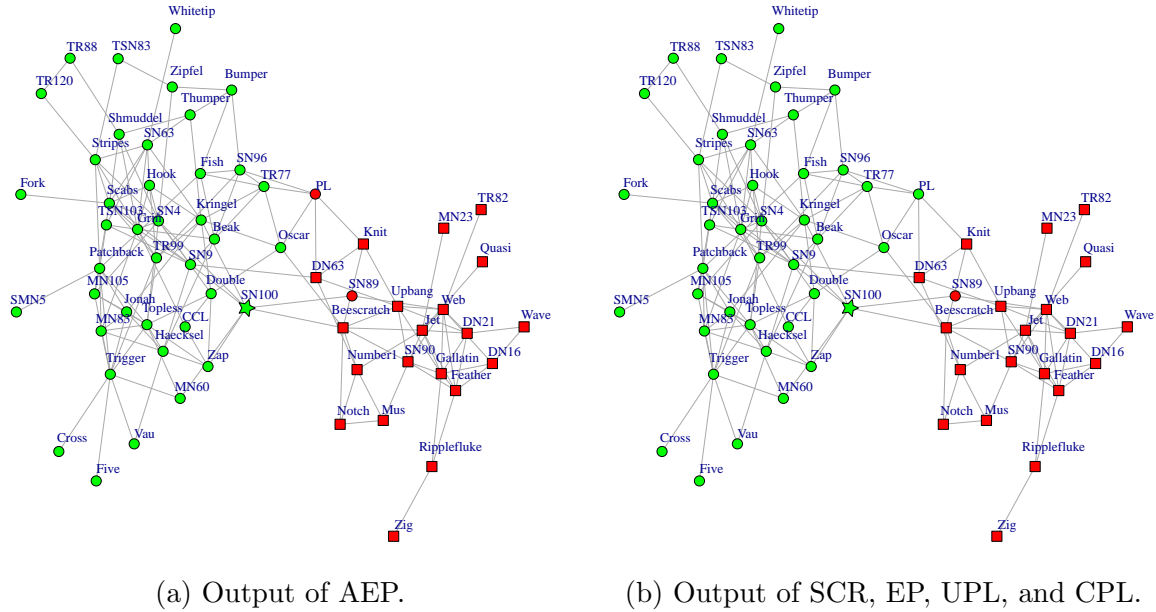 Whitetip
TR88
TSN83
Zipfel
Bumper
TR120
Thumper
Shmuddel
SN63
Stripes
Hook
Fish
SN96
TR77
PL
Fork
Scabs
TSN103
Grin
SN4
Kringel
Beak
Oscar
Knit
MN23
TR82
Patchback
TR99
SN9
DN63
Quasi
MN105
Double
SN89
SMN5
Jonah
Topless
SN100
Upbang
Web
MN83
CCL
Beescratch
Jet
DN21
Wave
Haecksel
Trigger
Zap
Number1
SN90
Gallatin
DN16
Feather
MN60
Notch
Mus
Cross
Vau
Five
Ripplefluke
Zig
(a) Output of AEP.
Whitetip
TR88
TSN83
Zipfel
Bumper
TR120
Thumper
Shmuddel
SN63
Stripes
Hook
Fish
SN96
TR77
PL
Fork
Scabs
TSN103
Grin
SN4
Kringel
Beak
Oscar
Knit
MN23
TR82
Patchback
TR99
SN9
DN63
Quasi
MN105
Double
SN89
SMN5
Jonah
Topless
SN100
Upbang
Web
MN83
CCL
Beescratch
Jet
DN21
Wave
Haecksel
Trigger
Zap
Number1
SN90
Gallatin
DN16
Feather
MN60
Notch
Mus
Cross
Vau
Five
Ripplefluke
Zig
(b) Output of SCR, EP, UPL, and CPL.